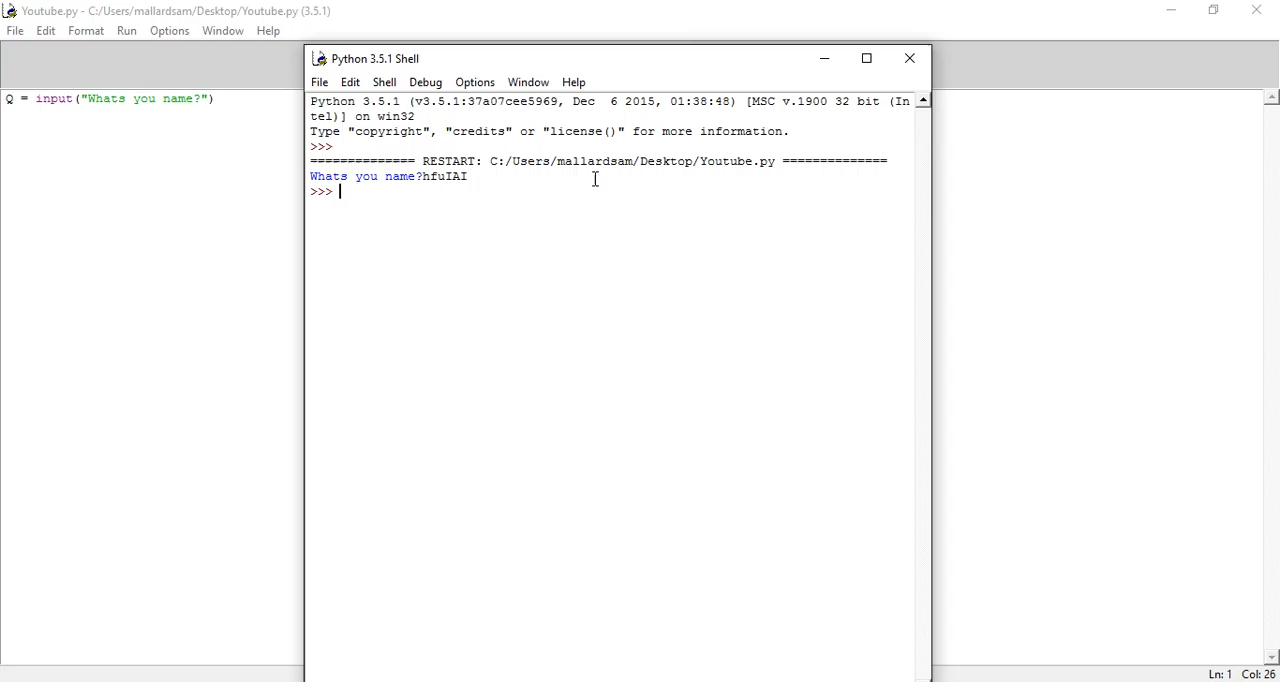 Youtube.py - C:/Users/mallardsam/Desktop/Youtube.py (3.5.1)
File Edit Format Run Options Window Help
Q = input("Whats you name?")
Python 3.5.1 Shell
File Edit Shell Debug Options Window Help
Python 3.5.1 (v3.5.1:37a07cee5969, Dec  6 2015, 01:38:48) [MSC v.1900 32 bit (In
tel)] on win32
Type "copyright", "credits" or "license()" for more information.
>>>
============== RESTART: C:/Users/mallardsam/Desktop/Youtube.py ==============
Whats you name?hfuIAI
>>>
Ln: 1 Col: 26